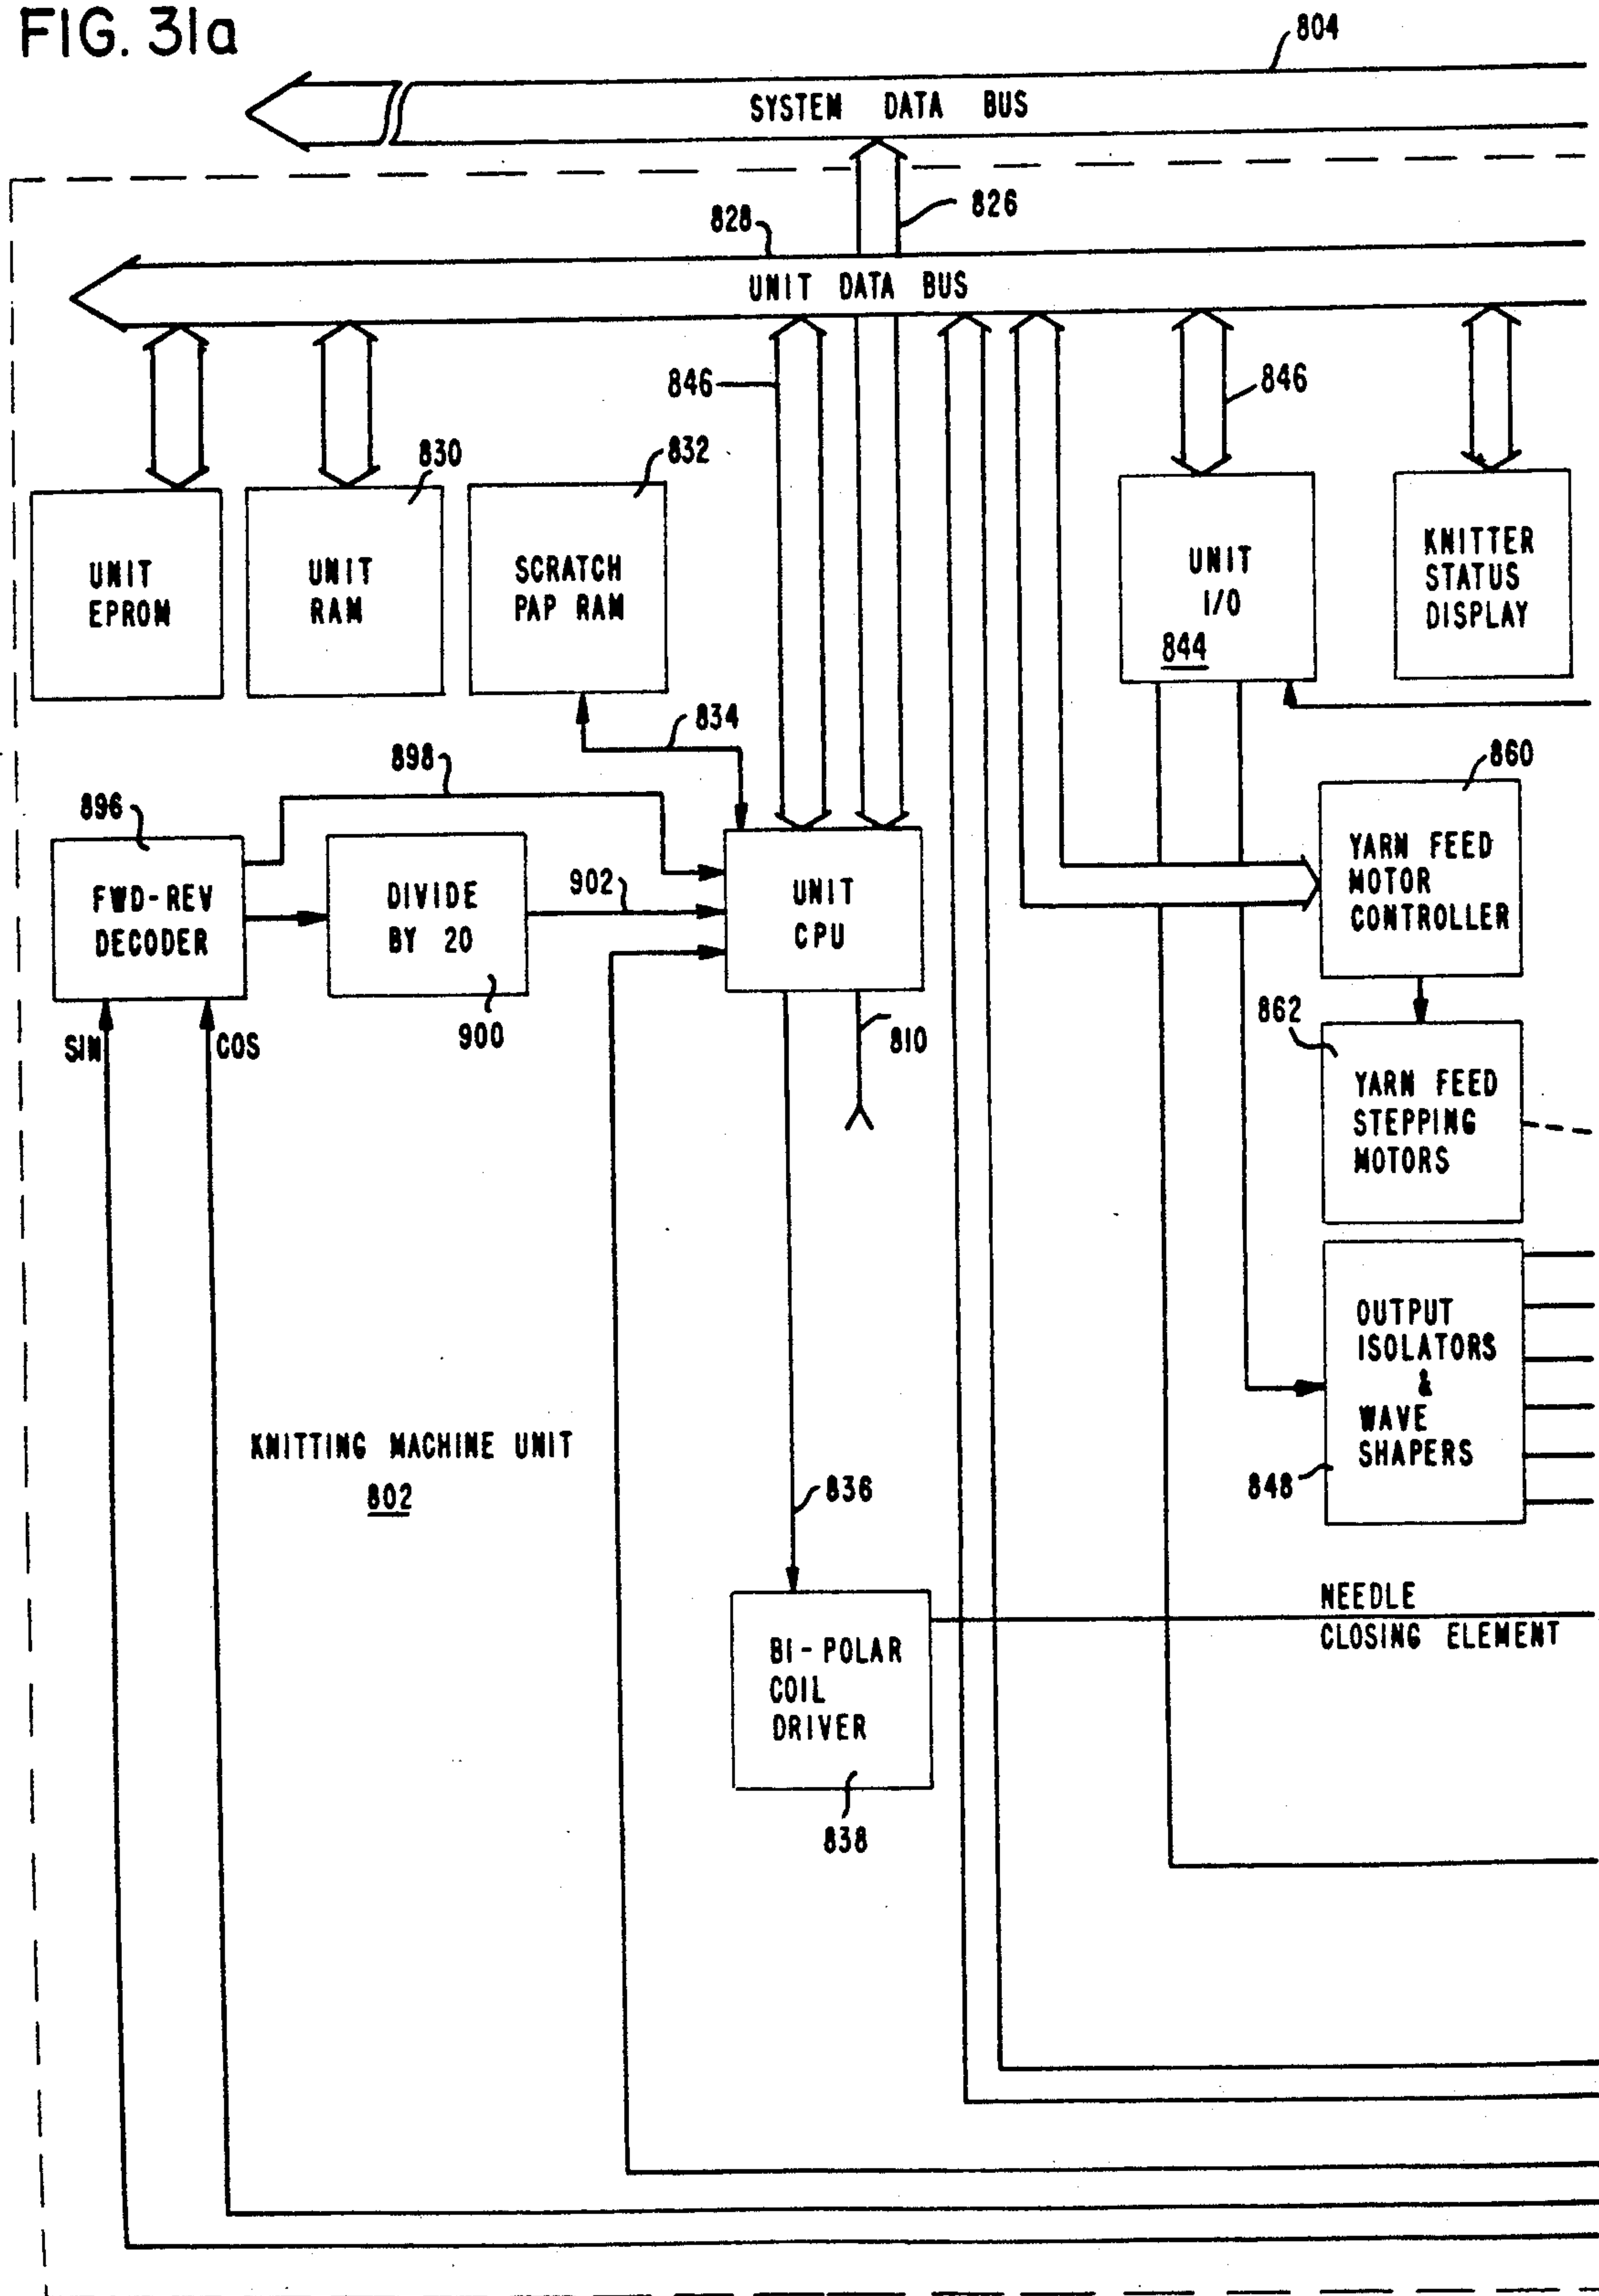 FIG. 31a
804
SYSTEM DATA BUS
826
828
UNIT DATA BUS
846
846
830
832
UNIT
EPROM
UNIT
RAM
SCRATCH
PAP RAM
UNIT
I/O
844
KNITTER
STATUS
DISPLAY
834
898
860
896
FWD-REV
DECODER
DIVIDE
BY 20
902
UNIT
CPU
YARN FEED
MOTOR
CONTROLLER
900
SIN
COS
810
862
YARN FEED
STEPPING
MOTORS
OUTPUT
ISOLATORS
&
WAVE
SHAPERS
848
KNITTING MACHINE UNIT
802
836
NEEDLE
CLOSING ELEMENT
BI-POLAR
COIL
DRIVER
838